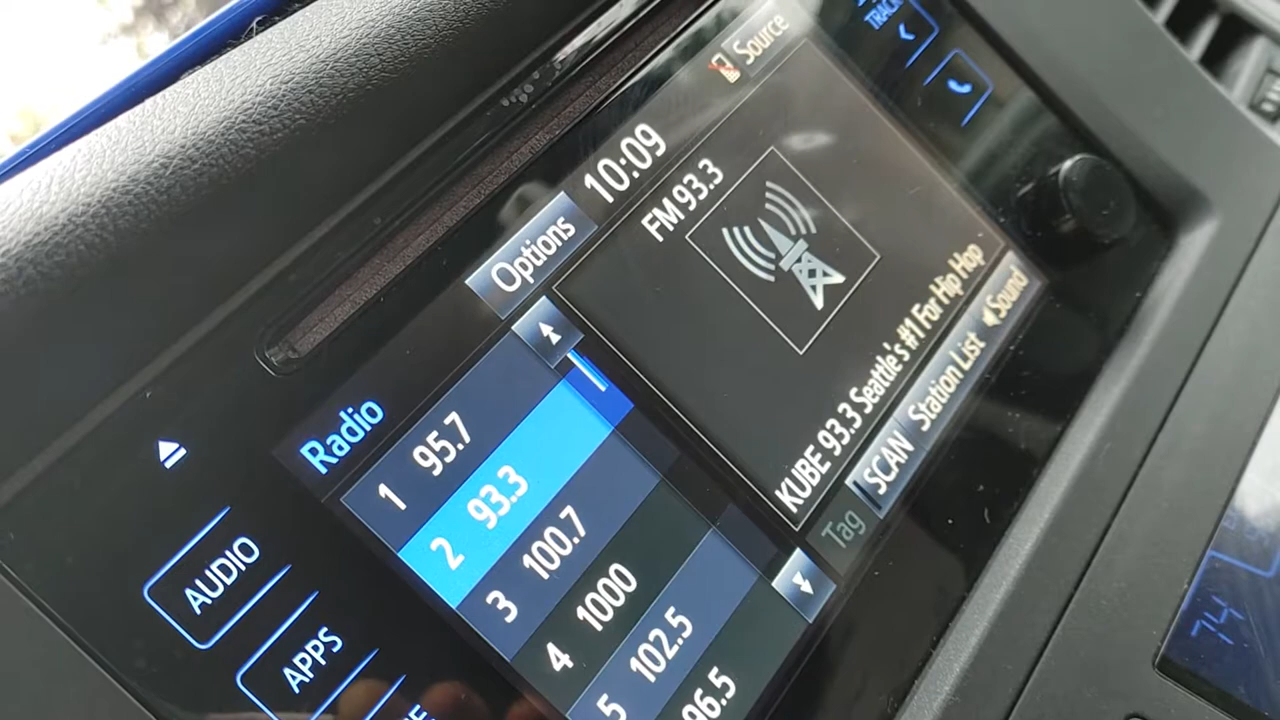 TRACK
Source
10:09
Options
FM 93.3
Radio
1 95.7
2 93.3
3 100.7
4 1000
5 102.5
96.5
KUBE 93.3 Seattle's #1 For Hip Hop
Tag
SCAN
Station List
Sound
AUDIO
APPS
74